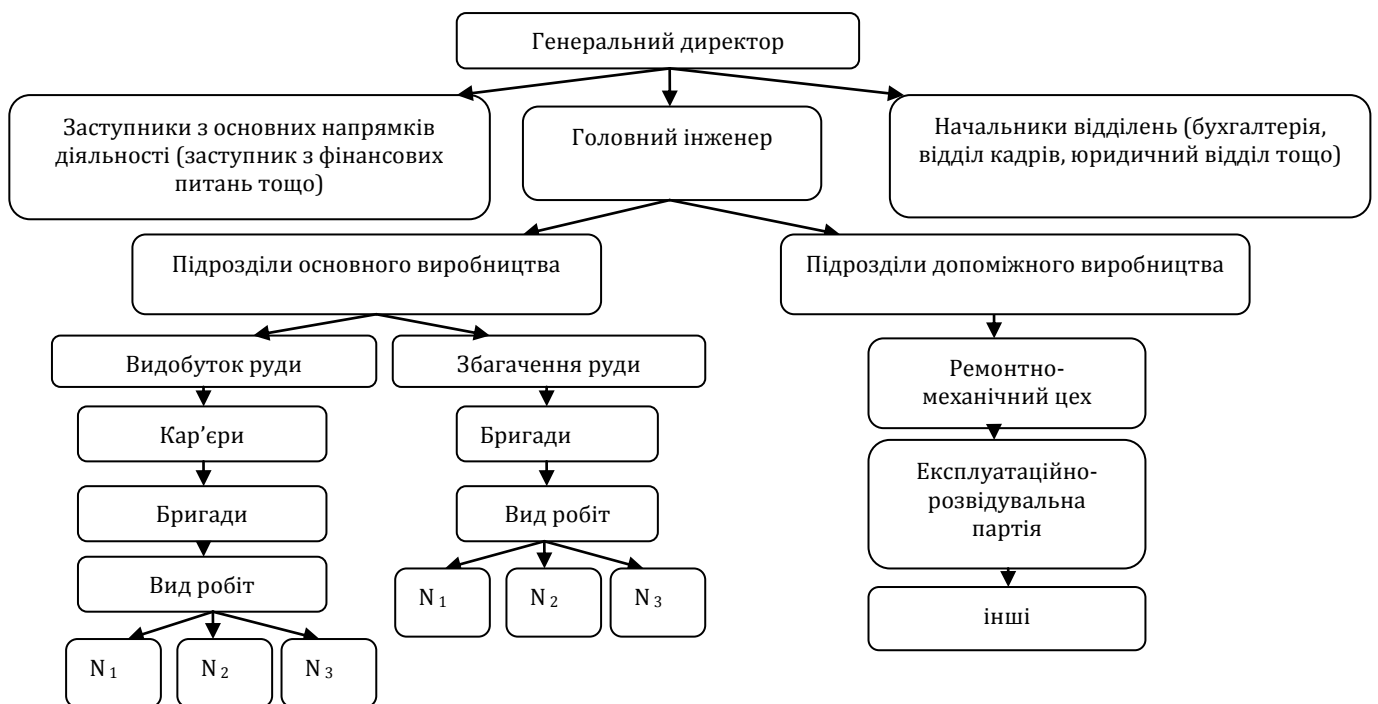 Генеральний директор
Заступники з основних напрямків
діяльності (заступник з фінансових
питань тощо)
Головний інженер
Начальники відділень (бухгалтерія,
відділ кадрів, юридичний відділ тощо)
Підрозділи основного виробництва
Підрозділи допоміжного виробництва
Видобуток руди
Збагачення руди
Ремонтно-
механічний цех
Кар’єри
Бригади
Експлуатаційно-
розвідувальна
партія
Бригади
Вид робіт
Вид робіт
N 1
N 2
N 3
інші
N 1
N 2
N 3